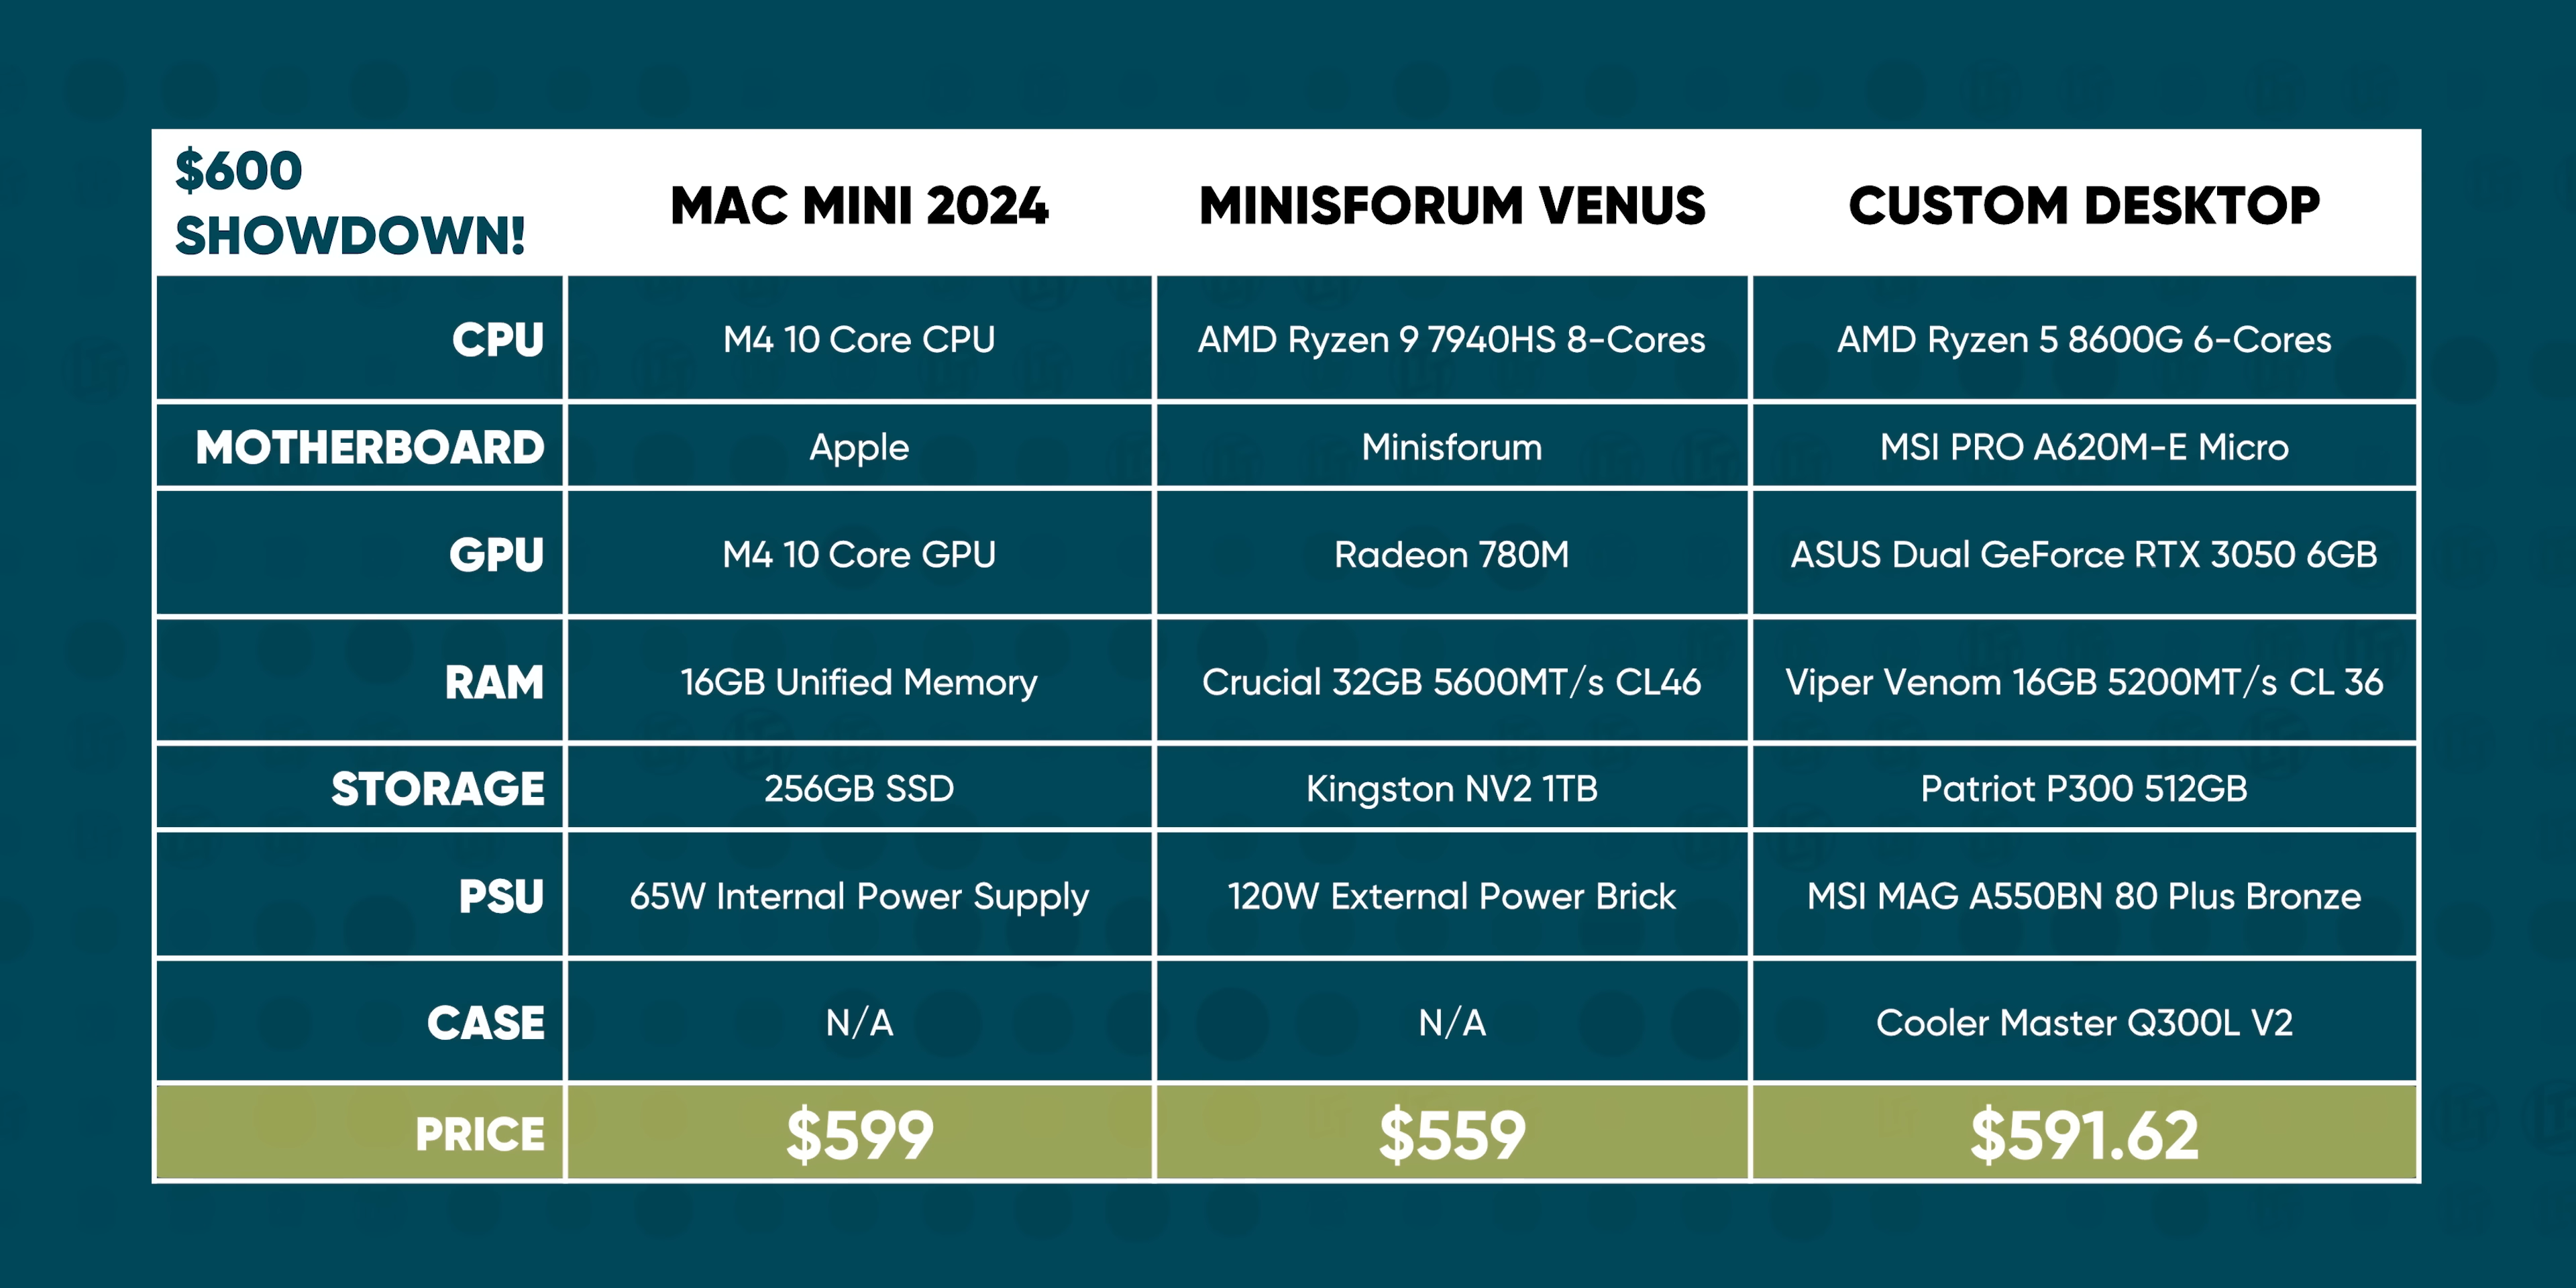 $600
SHOWDOWN!
MAC MINI 2024
MINISFORUM VENUS
CUSTOM DESKTOP
CPU
M4 10 Core CPU
AMD Ryzen 9 7940HS 8-Cores
AMD Ryzen 5 8600G 6-Cores
MOTHERBOARD
Apple
Minisforum
MSI PRO A620M-E Micro
GPU
M4 10 Core GPU
Radeon 780M
ASUS Dual GeForce RTX 3050 6GB
RAM
16GB Unified Memory
Crucial 32GB 5600MT/s CL46
Viper Venom 16GB 5200MT/s CL 36
STORAGE
256GB SSD
Kingston NV2 1TB
Patriot P300 512GB
PSU
65W Internal Power Supply
120W External Power Brick
MSI MAG A550BN 80 Plus Bronze
CASE
N/A
N/A
Cooler Master Q300L V2
PRICE
$599
$559
$591.62